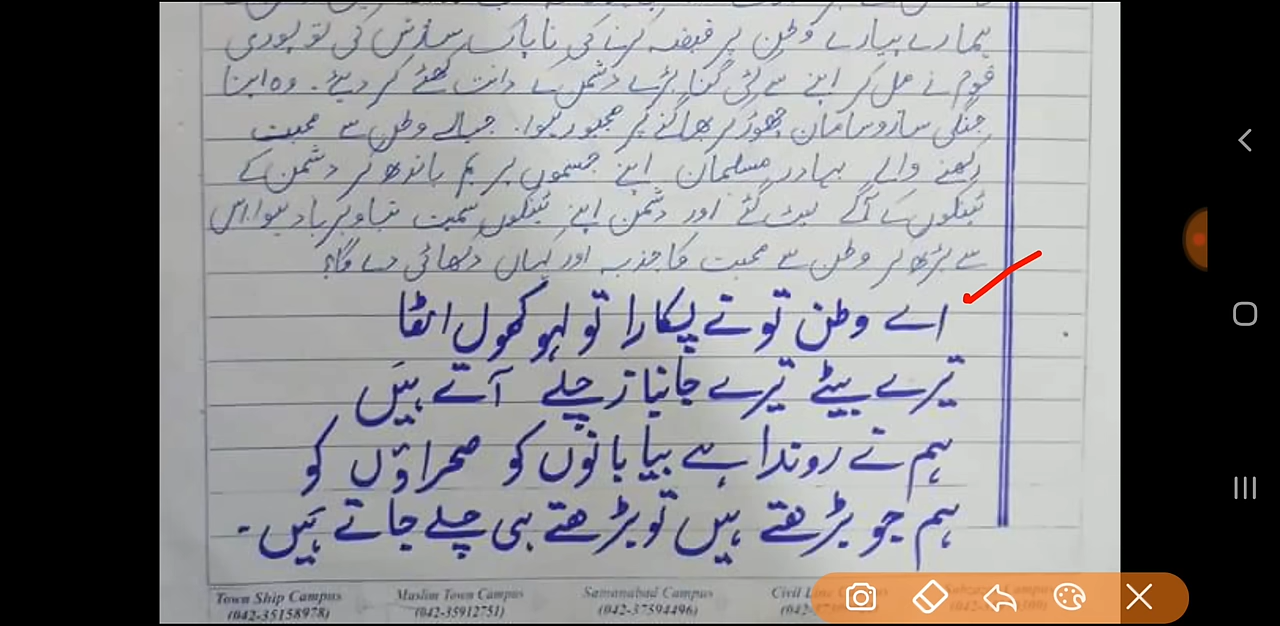 ہمارے پیارے وطن پر قبضہ کرنے کی ناپاک سازش کی تو پوری
قوم نے مل کر اپنے سے کئی گنا بڑے دشمن کے دانت کھٹے کر دیئے۔ وہ اپنا
جنگی سازوسامان چھوڑ کر بھاگنے پر مجبور ہوا۔ جیالے وطن سے محبت
رکھنے والے بہادر مسلمان اپنے جسموں پر بم باندھ کر دشمن کے
ٹینکوں کے آگے لیٹ گئے اور دشمن اپنے ٹینکوں سمیت تباہ و برباد ہوا۔ اس
سے بڑھ کر وطن سے محبت کا جذبہ اور کہاں دکھائی دے گا؟
اے وطن تو نے پکارا تو لہو کھول اٹھا
تیرے بیٹے تیرے جانباز چلے آتے ہیں
ہم نے روندا ہے بیابانوں کو صحراؤں کو
ہم جو بڑھتے ہیں تو بڑھتے ہی چلے جاتے ہیں۔
Town Ship Campus Muslim Town Campus Samanabad Campus
(042-35158978) (042-35912751) (042-37594496)